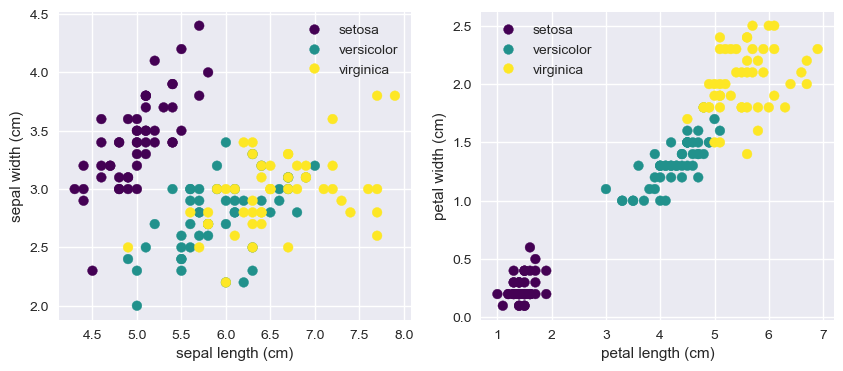 4.5
4.0
3.5
3.0
2.5
2.0
sepal width (cm)
setosa
versicolor
virginica
4.5 5.0 5.5 6.0 6.5 7.0 7.5 8.0
sepal length (cm)
2.5
2.0
1.5
1.0
0.5
0.0
petal width (cm)
setosa
versicolor
virginica
1 2 3 4 5 6 7
petal length (cm)